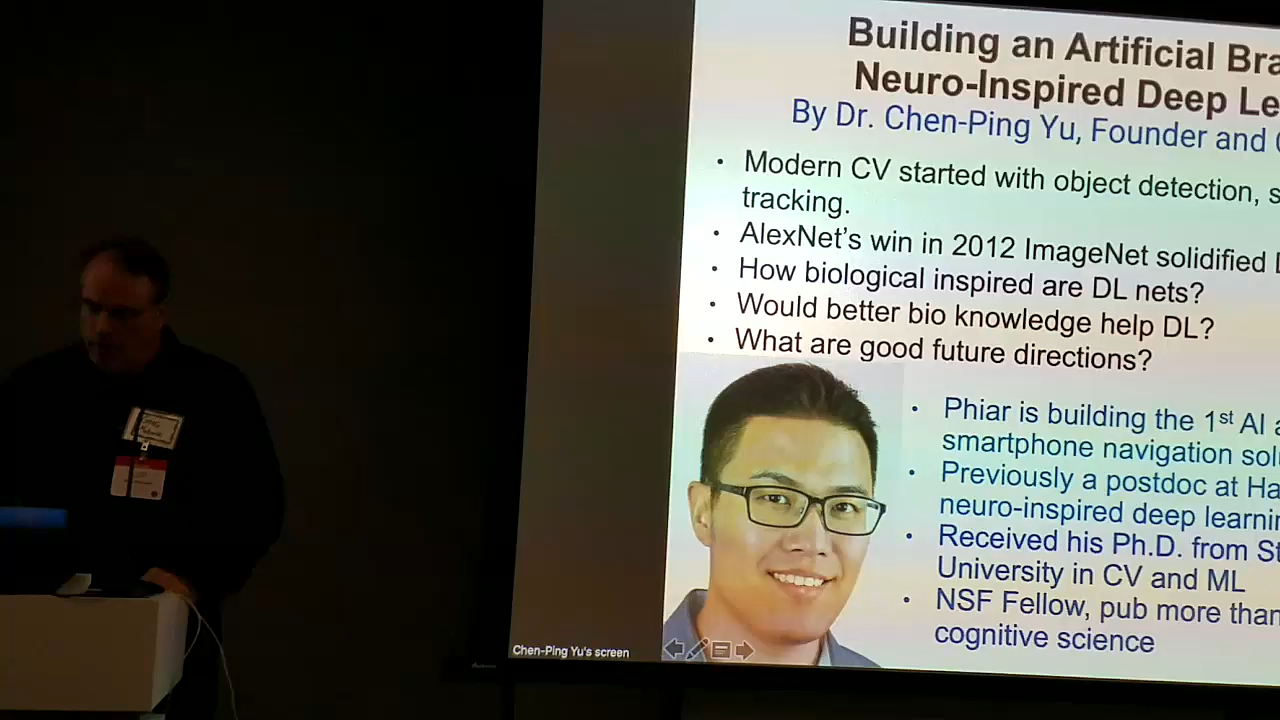 Building an Artificial Bra
Neuro-Inspired Deep Le
By Dr. Chen-Ping Yu, Founder and
• Modern CV started with object detection, s
tracking.
• AlexNet's win in 2012 ImageNet solidified
• How biological inspired are DL nets?
• Would better bio knowledge help DL?
• What are good future directions?
• Phiar is building the 1st AI a
smartphone navigation sol
• Previously a postdoc at Ha
neuro-inspired deep learnin
• Received his Ph.D. from St
University in CV and ML
• NSF Fellow, pub more than
cognitive science
Chen-Ping Yu's screen